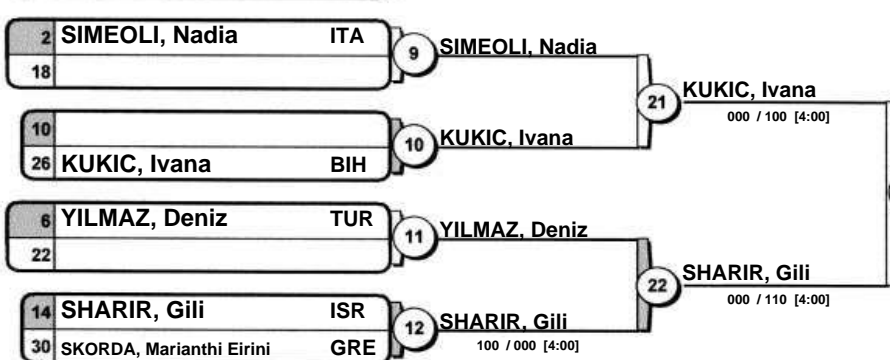 2 SIMEOLI, Nadia ITA
18
9 SIMEOLI, Nadia
10
26 KUKIC, Ivana BIH
10 KUKIC, Ivana
21 KUKIC, Ivana
000 / 100 [4:00]
6 YILMAZ, Deniz TUR
22
11 YILMAZ, Deniz
14 SHARIR, Gili ISR
30 SKORDA, Marianthi Eirini GRE
12 SHARIR, Gili
100 / 000 [4:00]
22 SHARIR, Gili
000 / 110 [4:00]